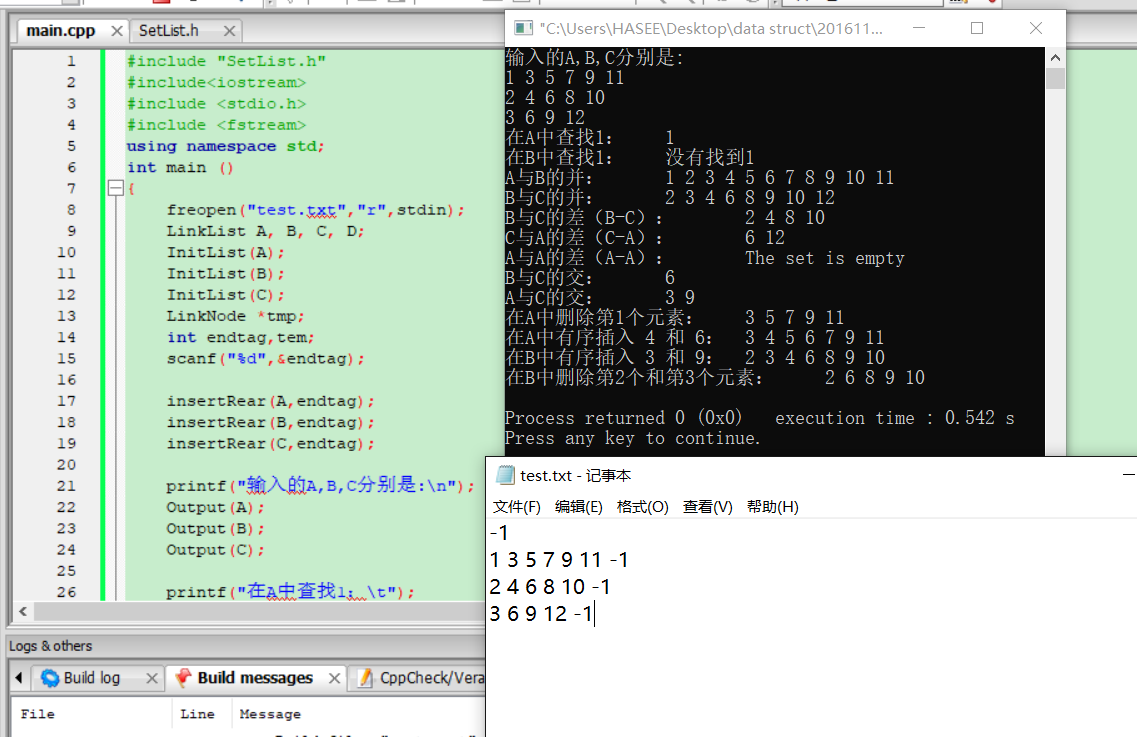 main.cpp
SetList.h
1 #include "SetList.h"
2 #include<iostream>
3 #include <stdio.h>
4 #include <fstream>
5 using namespace std;
6 int main ()
7 {
8 freopen("test.txt","r",stdin);
9 LinkList A, B, C, D;
10 InitList(A);
11 InitList(B);
12 InitList(C);
13 LinkNode *tmp;
14 int endtag,tem;
15 scanf("%d",&endtag);
16
17 insertRear(A,endtag);
18 insertRear(B,endtag);
19 insertRear(C,endtag);
20
21 printf("输入的A,B,C分别是:\n");
22 Output(A);
23 Output(B);
24 Output(C);
25
26 printf("在A中查找1：\t");
Logs & others
Build log
Build messages
CppCheck/Vera
File Line Message
"C:\Users\HASEE\Desktop\data struct\201611...
输入的A,B,C分别是:
1 3 5 7 9 11
2 4 6 8 10
3 6 9 12
在A中查找1： 1
在B中查找1： 没有找到1
A与B的并： 1 2 3 4 5 6 7 8 9 10 11
B与C的并： 2 3 4 6 8 9 10 12
B与C的差（B-C）： 2 4 8 10
C与A的差（C-A）： 6 12
A与A的差（A-A）： The set is empty
B与C的交： 6
A与C的交： 3 9
在A中删除第1个元素： 3 5 7 9 11
在A中有序插入 4 和 6： 3 4 5 6 7 9 11
在B中有序插入 3 和 9： 2 3 4 6 8 9 10
在B中删除第2个和第3个元素： 2 6 8 9 10
Process returned 0 (0x0) execution time : 0.542 s
Press any key to continue.
test.txt - 记事本
文件(F) 编辑(E) 格式(O) 查看(V) 帮助(H)
-1
1 3 5 7 9 11 -1
2 4 6 8 10 -1
3 6 9 12 -1